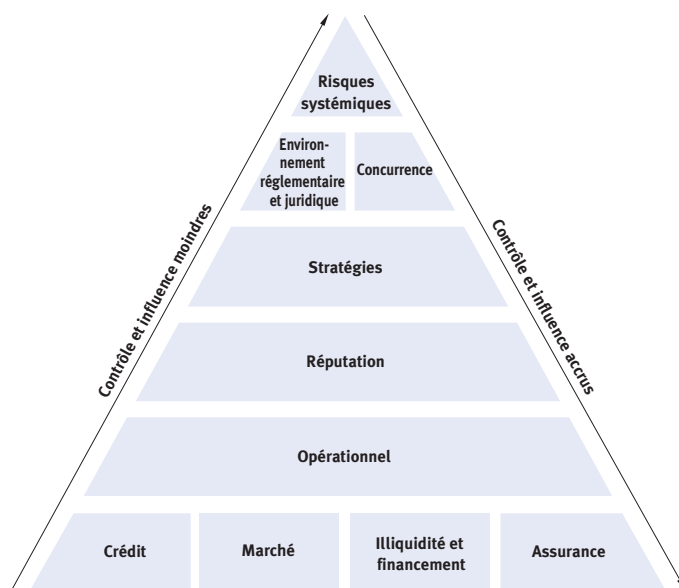 Risques
systémiques
Environ-
nement
réglementaire
et juridique
Concurrence
Stratégies
Réputation
Opérationnel
Crédit
Marché
Illiquidité et
financement
Assurance
Contrôle et influence moindres
Contrôle et influence accrus